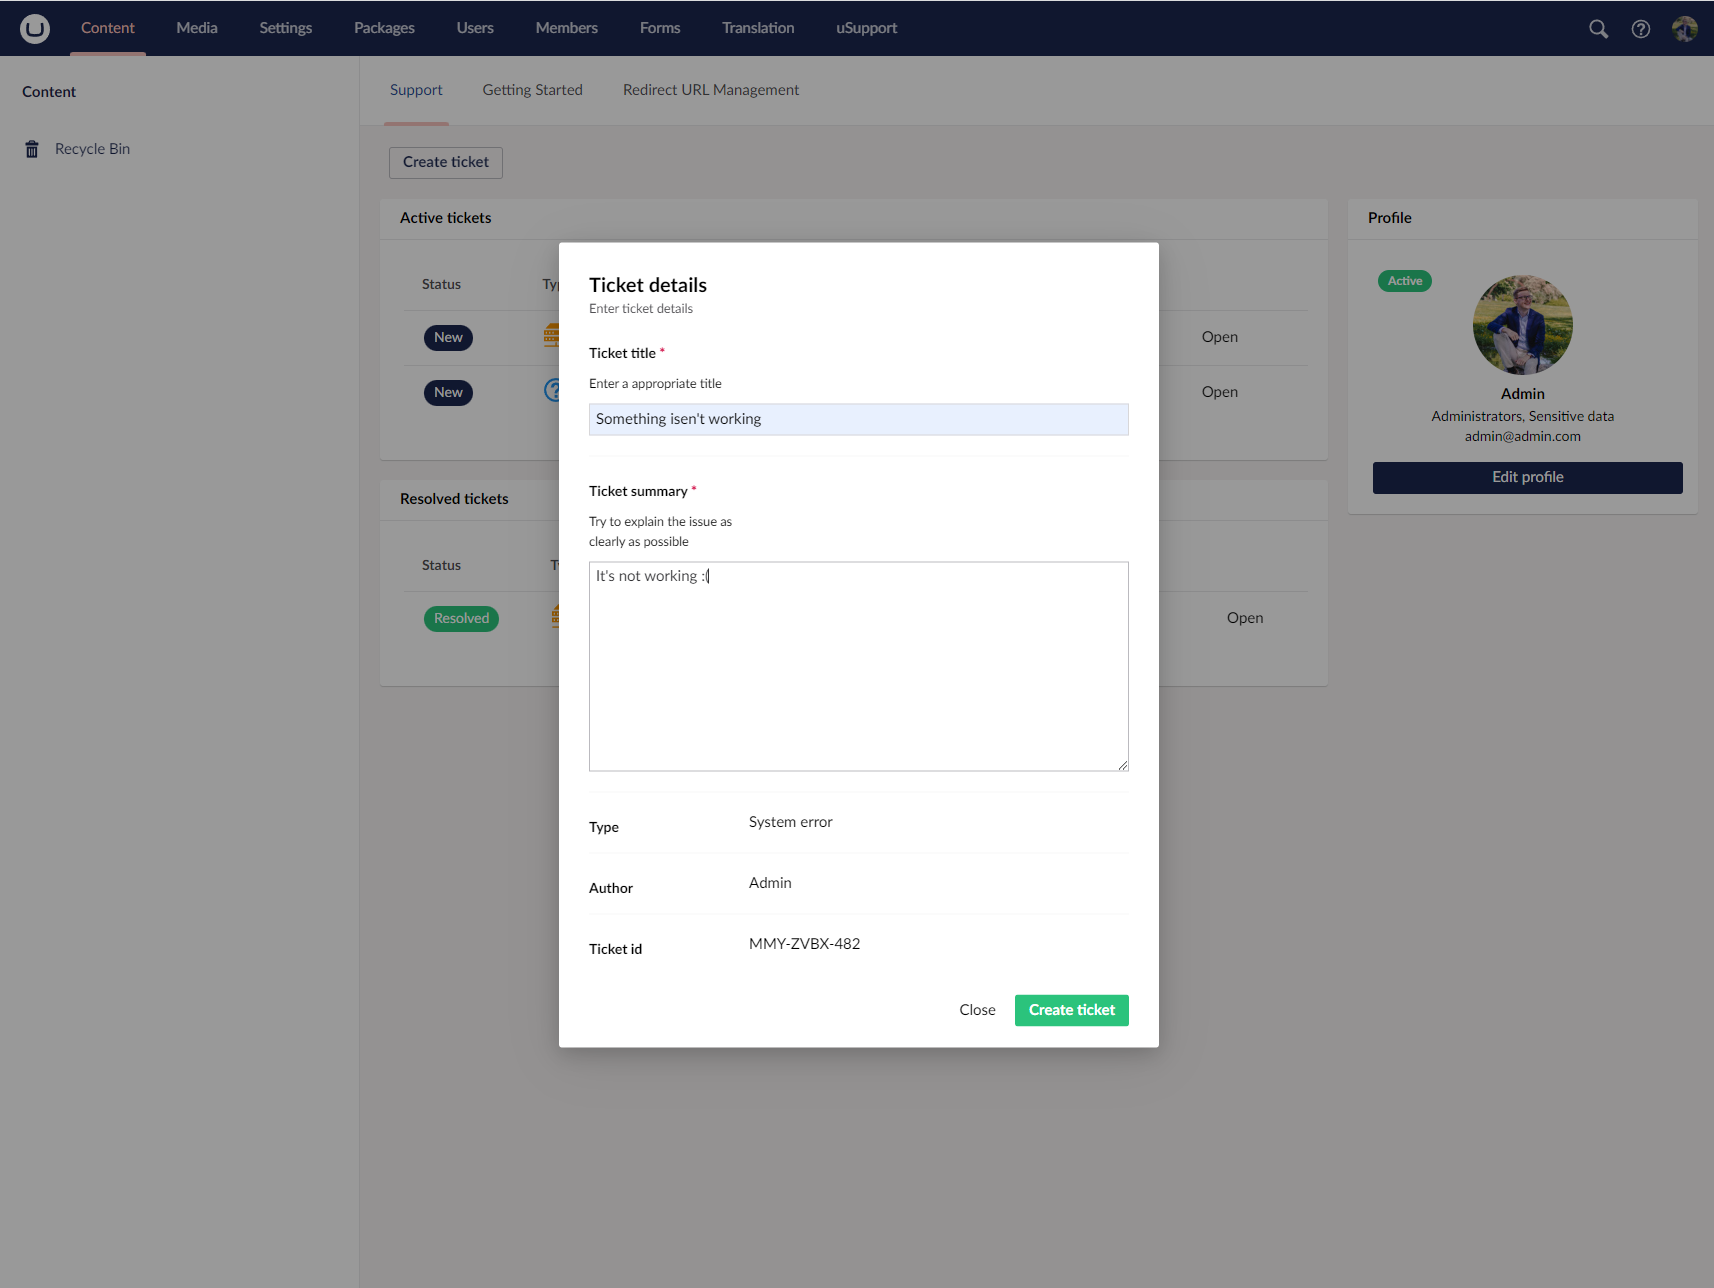 Content Media Settings Packages Users Members Forms Translation uSupport
Content
Recycle Bin
Support Getting Started Redirect URL Management
Create ticket
Active tickets
Status
New Open
New Open
Resolved tickets
Status
Resolved Open
Profile
Active
Admin
Administrators, Sensitive data
admin@admin.com
Edit profile
Ticket details
Enter ticket details
Ticket title *
Enter a appropriate title
Something isen't working
Ticket summary *
Try to explain the issue as
clearly as possible
It's not working :(
Type System error
Author Admin
Ticket id MMY-ZVBX-482
Close Create ticket